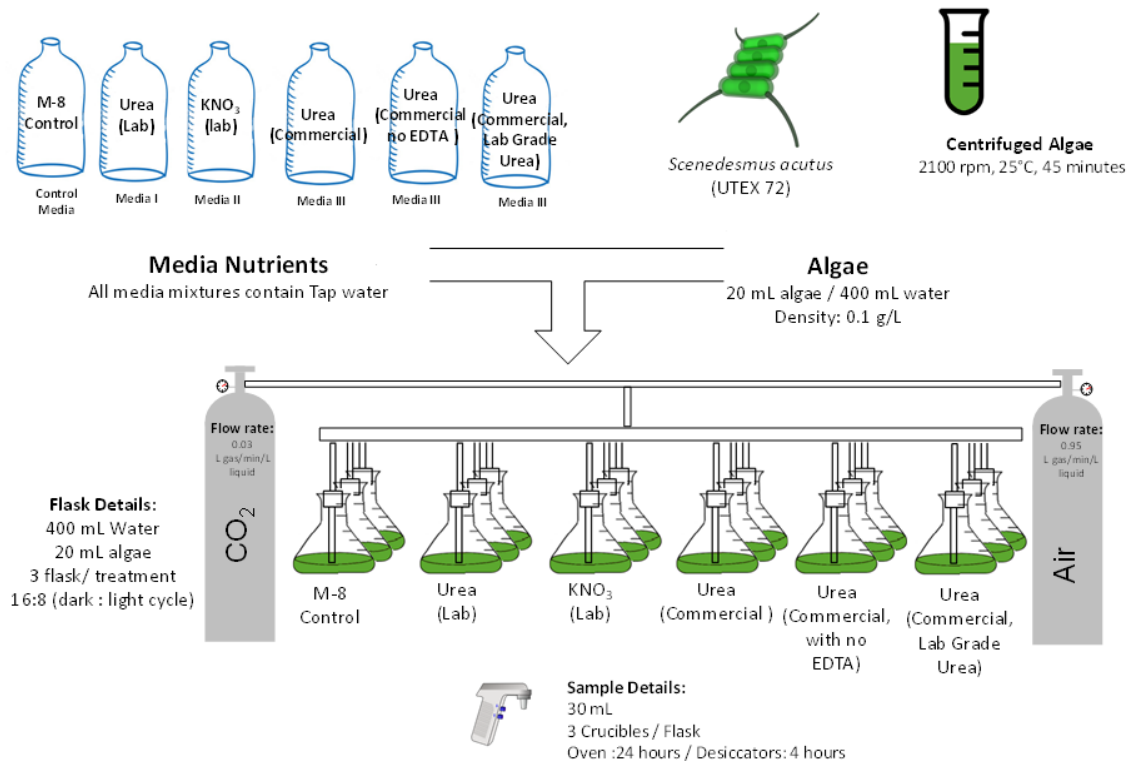 M-8
Control
Urea
(Lab)
KNO₃
(lab)
Urea
(Commercial)
Urea
(Commercial
no EDTA )
Urea
(Commercial,
Lab Grade
Urea)
Control
Media
Media I
Media II
Media III
Media III
Media III
Scenedesmus acutus
(UTEX 72)
Centrifuged Algae
2100 rpm, 25°C, 45 minutes
Media Nutrients
All media mixtures contain Tap water
Algae
20 mL algae / 400 mL water
Density: 0.1 g/L
Flow rate:
0.03
L gas/min/L
liquid
CO₂
Flow rate:
0.95
L gas/min/L
liquid
Air
Flask Details:
400 mL Water
20 mL algae
3 flask/ treatment
16:8 (dark : light cycle)
M-8
Control
Urea
(Lab)
KNO₃
(Lab)
Urea
(Commercial )
Urea
(Commercial,
with no
EDTA)
Urea
(Commercial,
Lab Grade
Urea)
Sample Details:
30 mL
3 Crucibles / Flask
Oven :24 hours / Desiccators: 4 hours